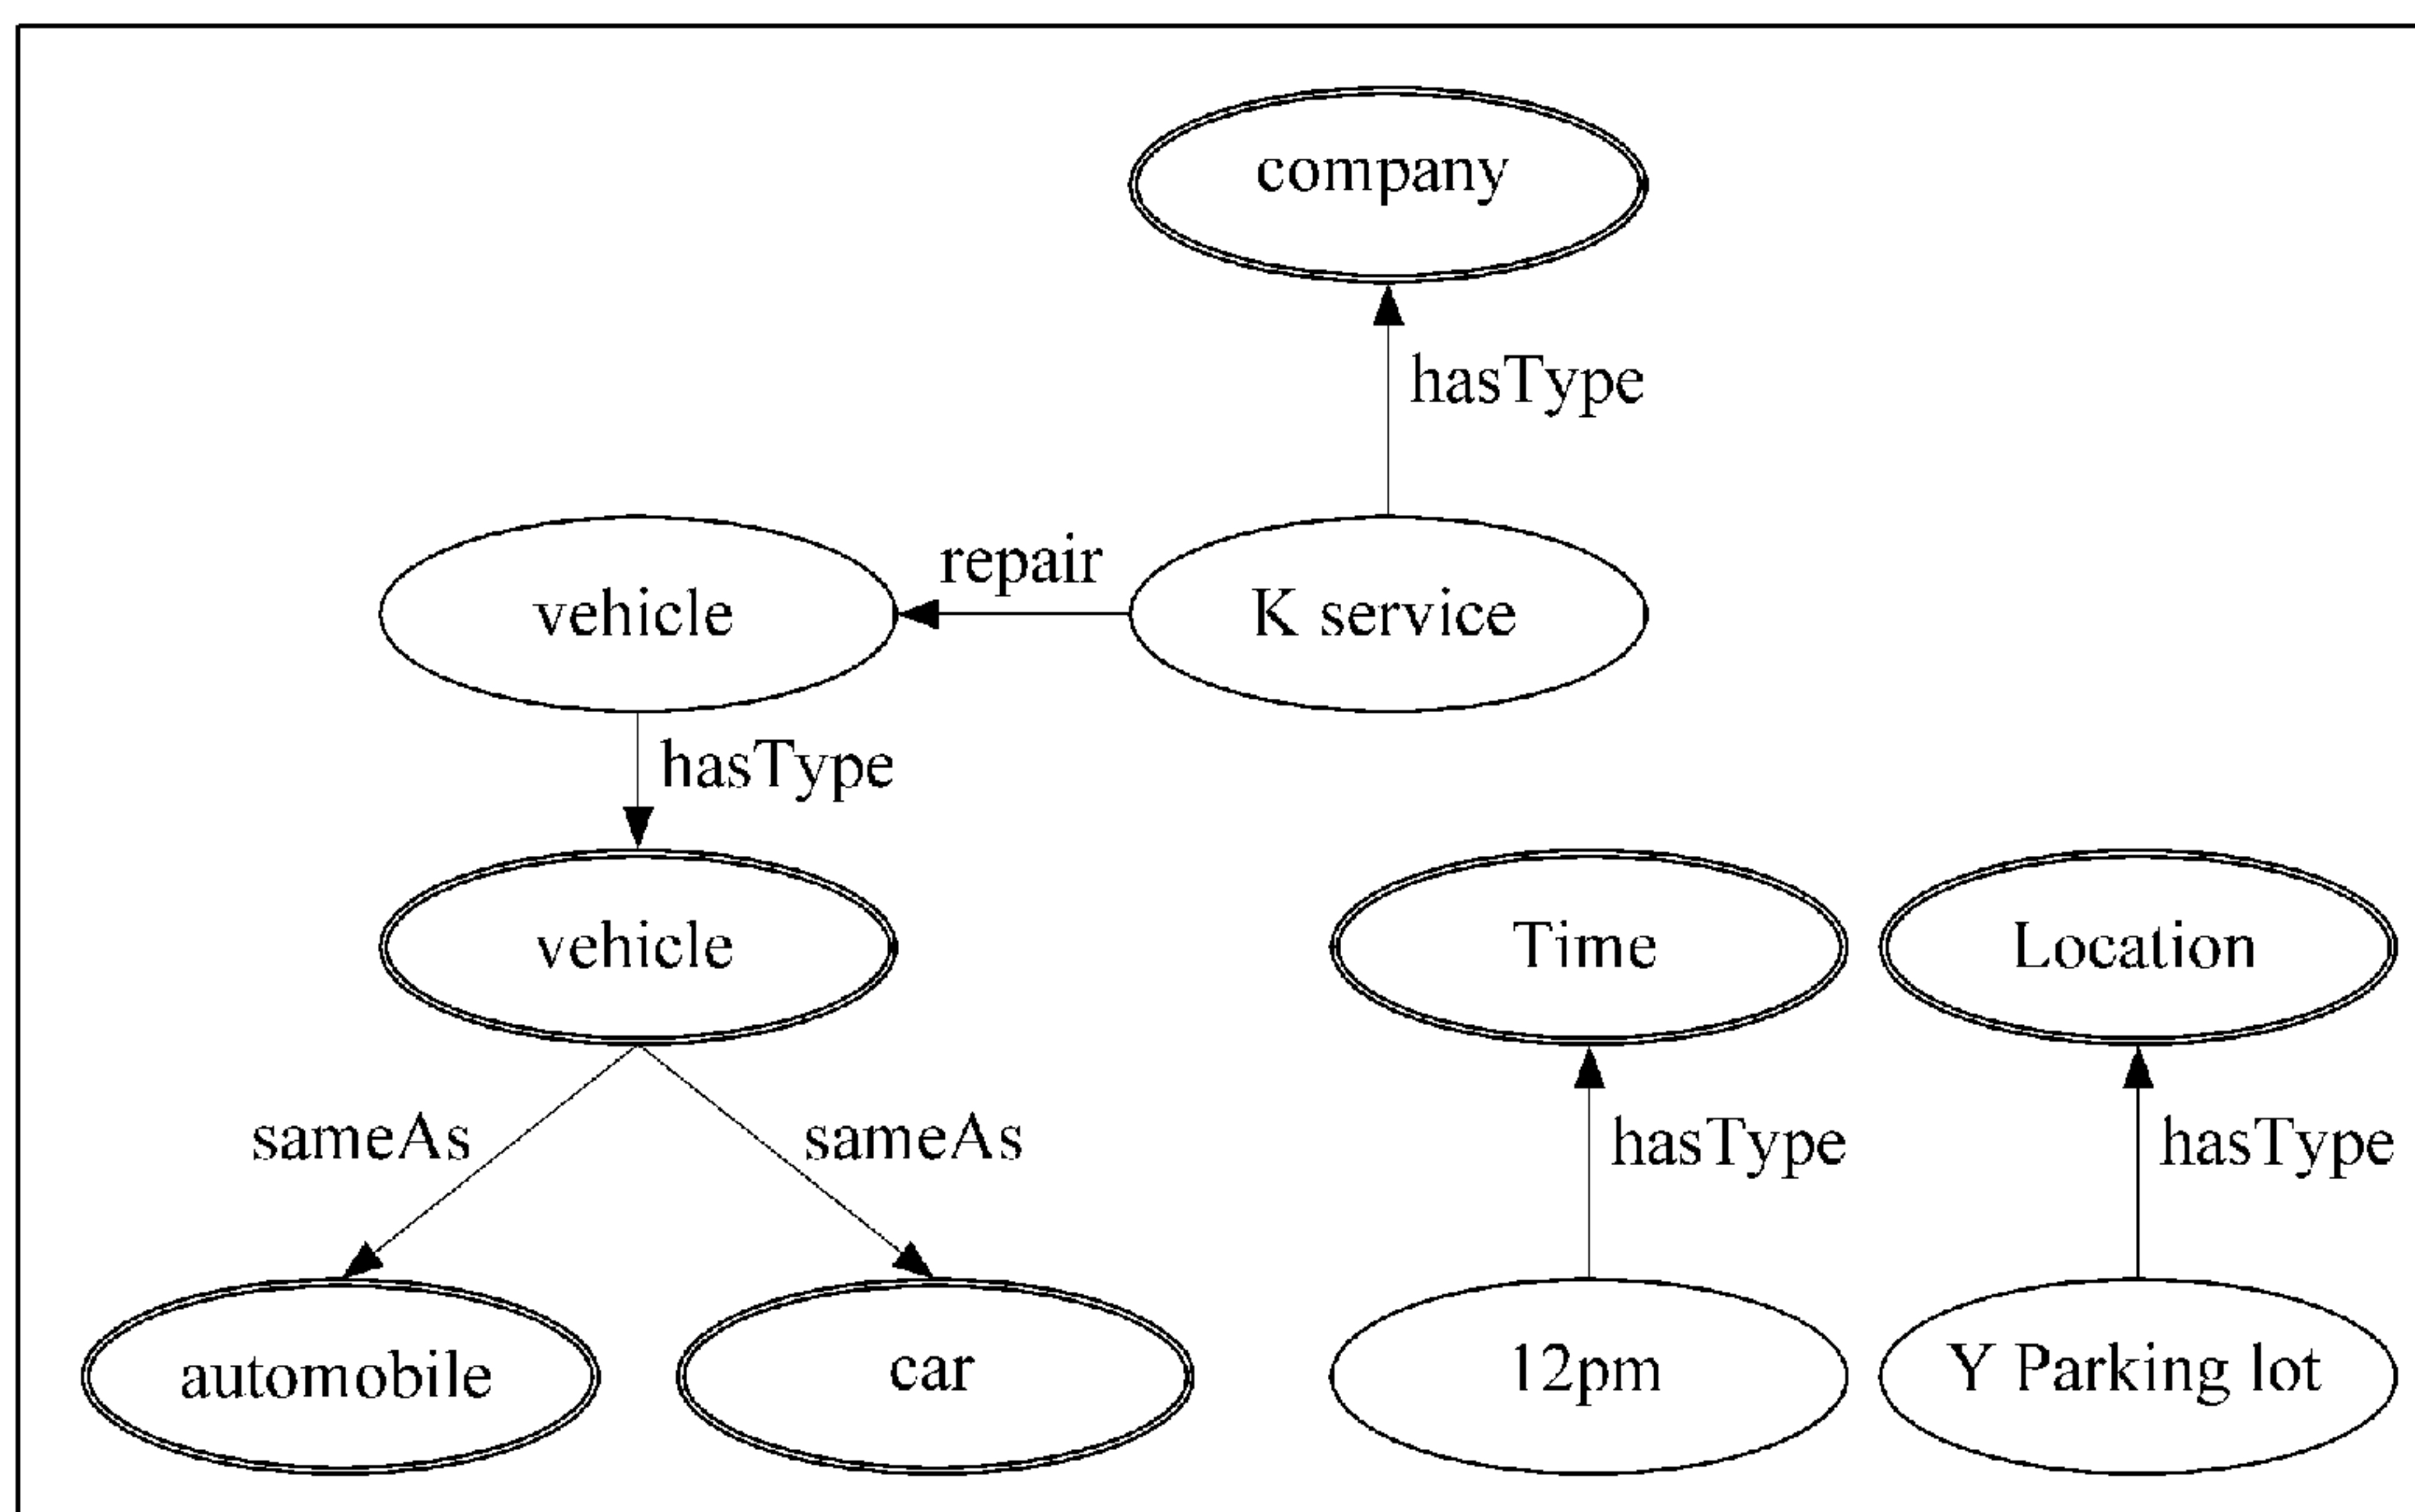 company
hasType
repair
vehicle
K service
hasType
vehicle
Time
Location
sameAs
sameAs
hasType
hasType
automobile
car
12pm
Y Parking lot